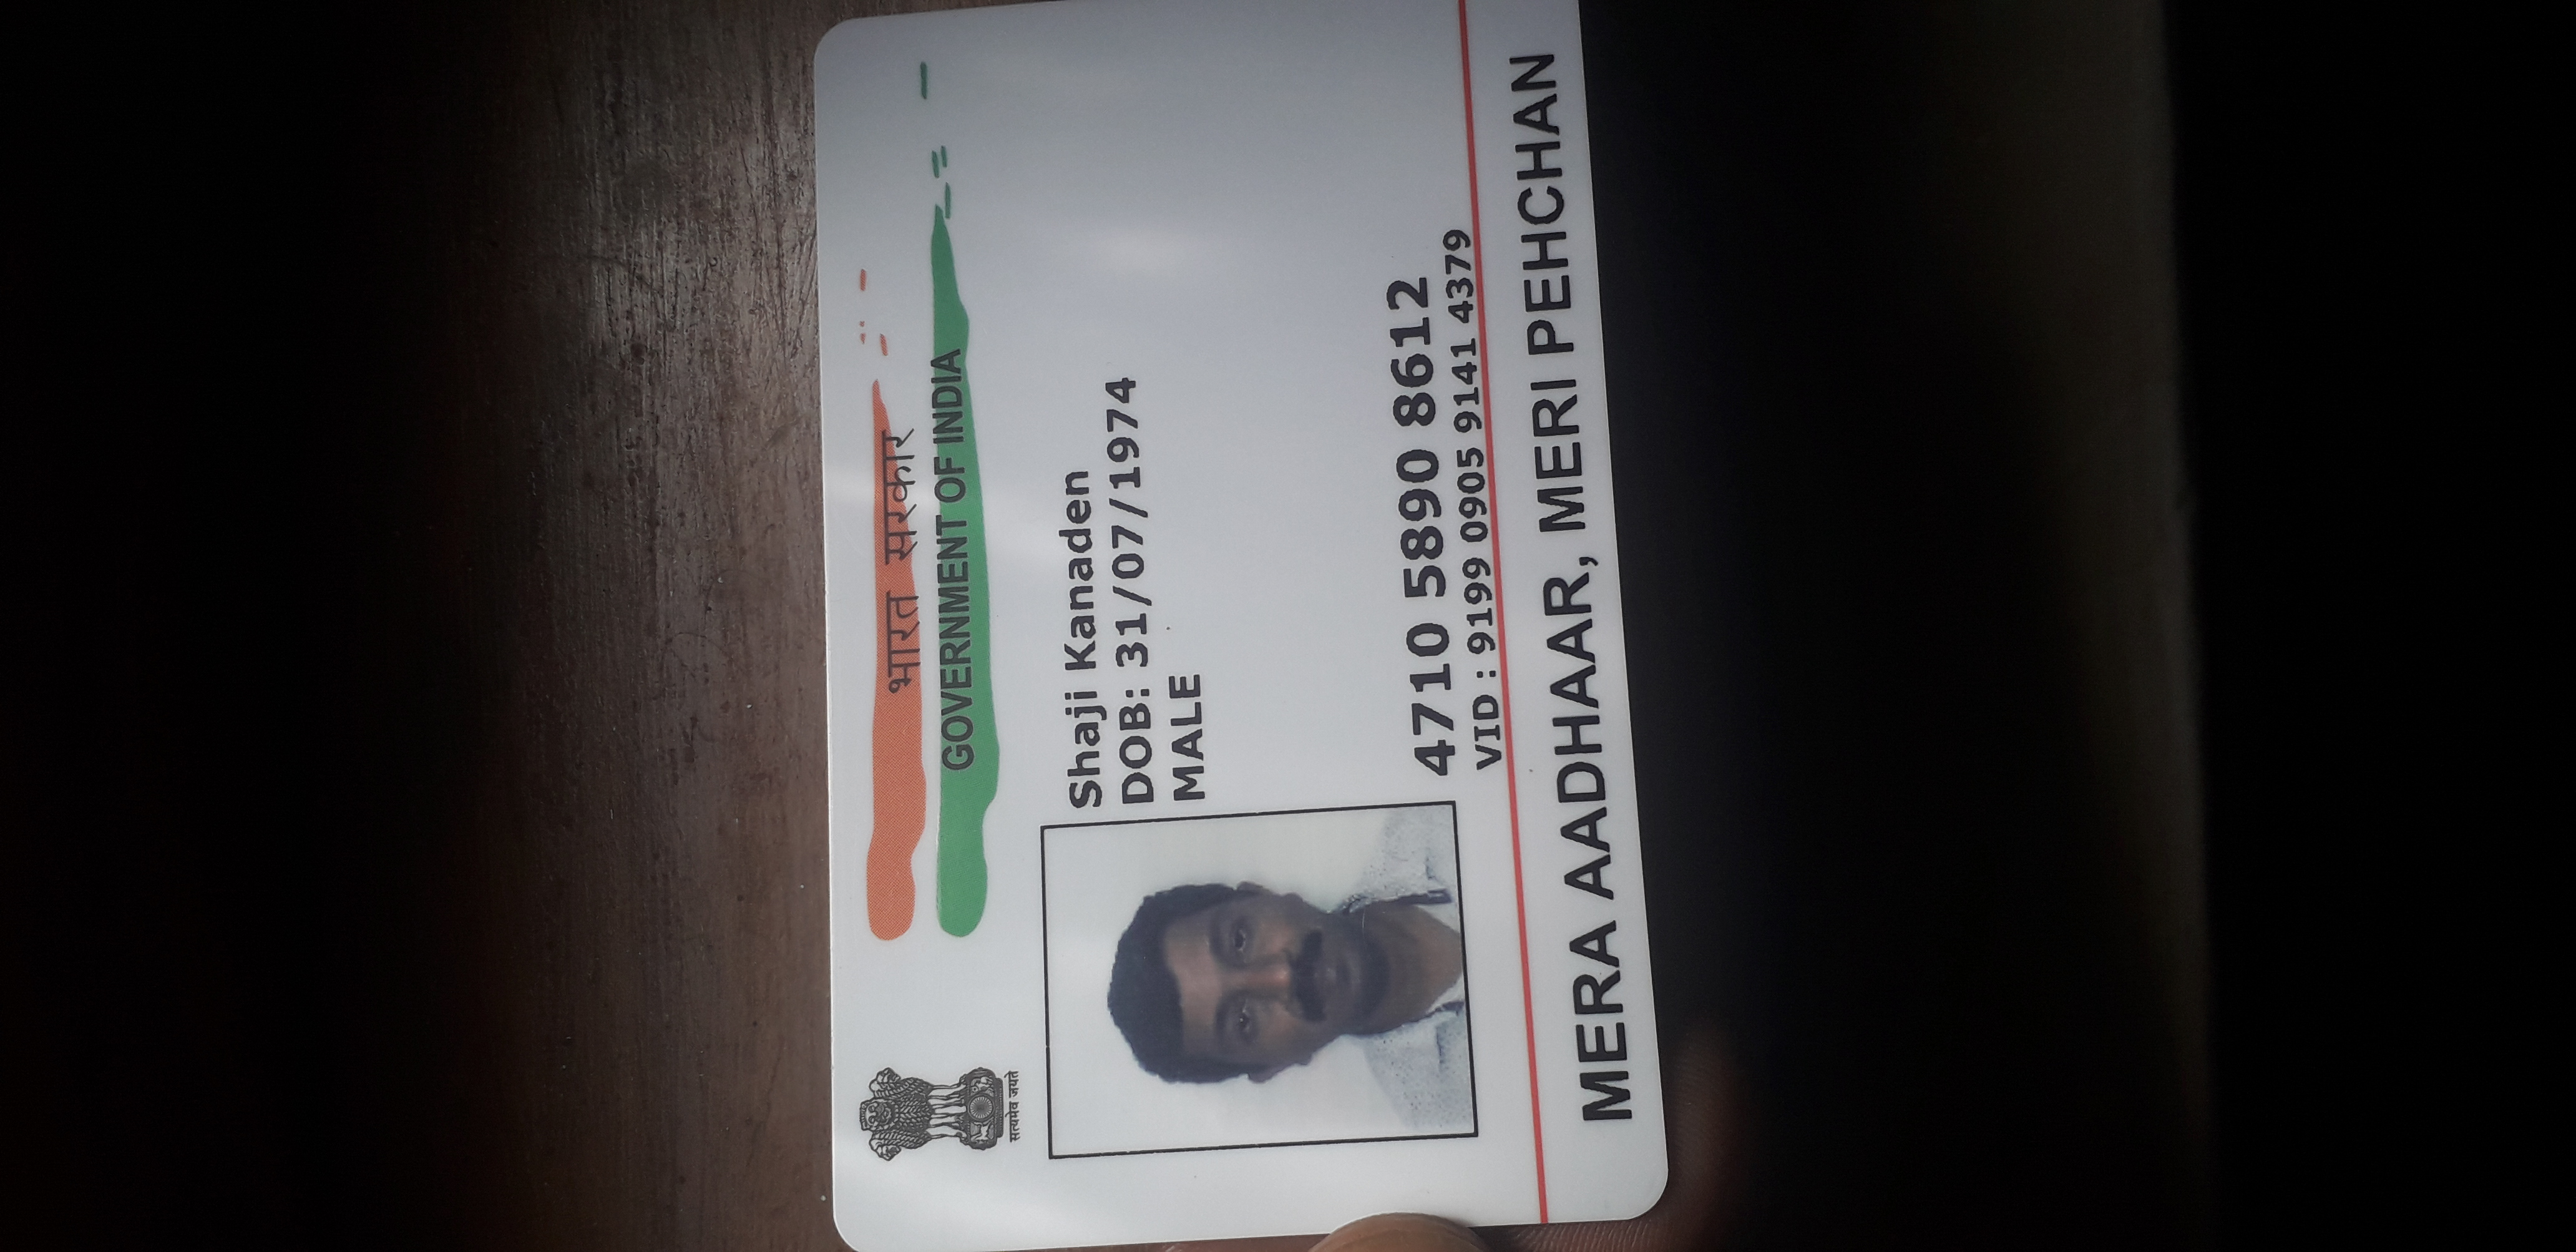 भारत सरकार
GOVERNMENT OF INDIA
सत्यमेव जयते
Shaji Kanaden
DOB: 31/07/1974
MALE
4710 5890 8612
VID : 9199 0905 9141 4379
MERA AADHAAR, MERI PEHCHAN